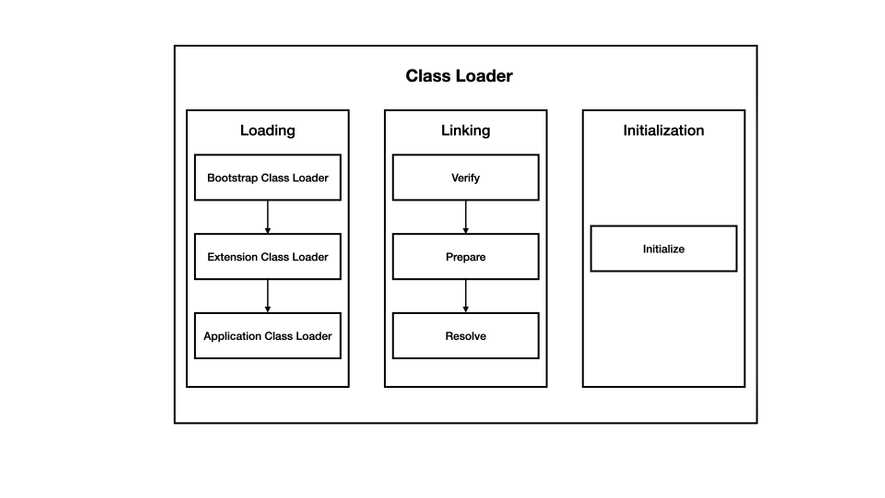 Class Loader
Loading
Bootstrap Class Loader
Extension Class Loader
Application Class Loader
Linking
Verify
Prepare
Resolve
Initialization
Initialize